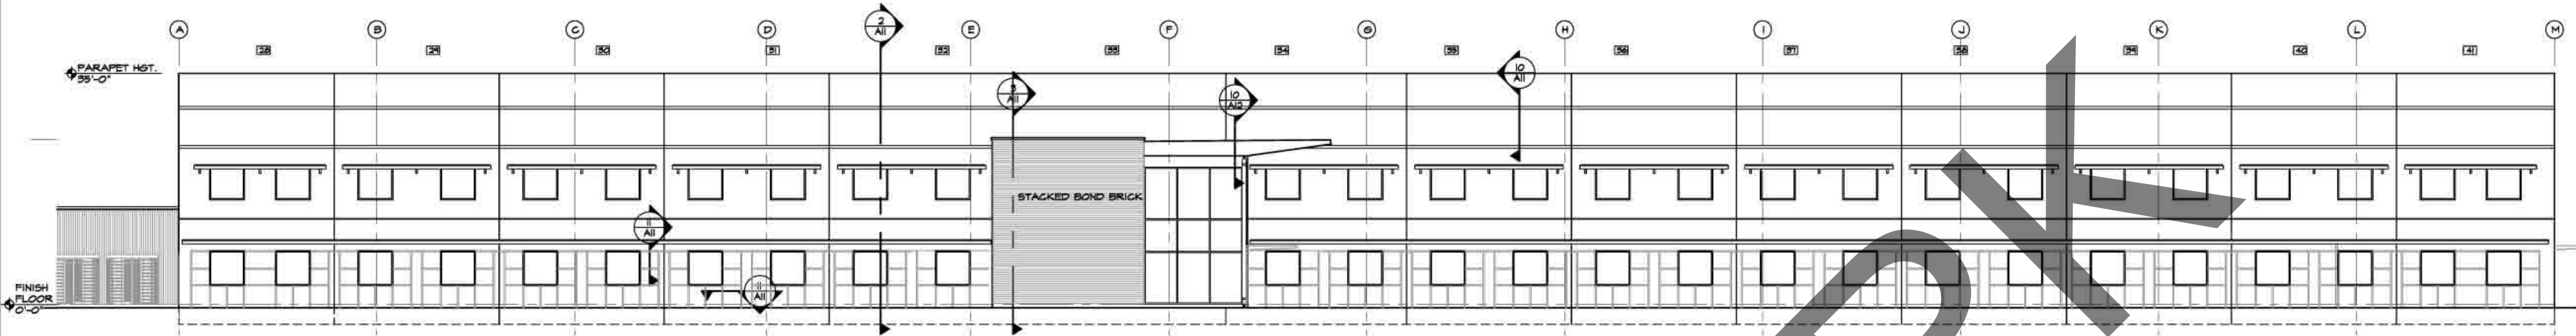 A
B
C
D
2
A11
E
F
G
H
I
J
K
L
M
28
29
30
31
32
33
34
35
36
37
38
39
40
41
PARAPET HGT.
35'-0"
3
A11
10
A12
10
A11
STACKED BOND BRICK
11
A11
11
A11
FINISH
FLOOR
0'-0"